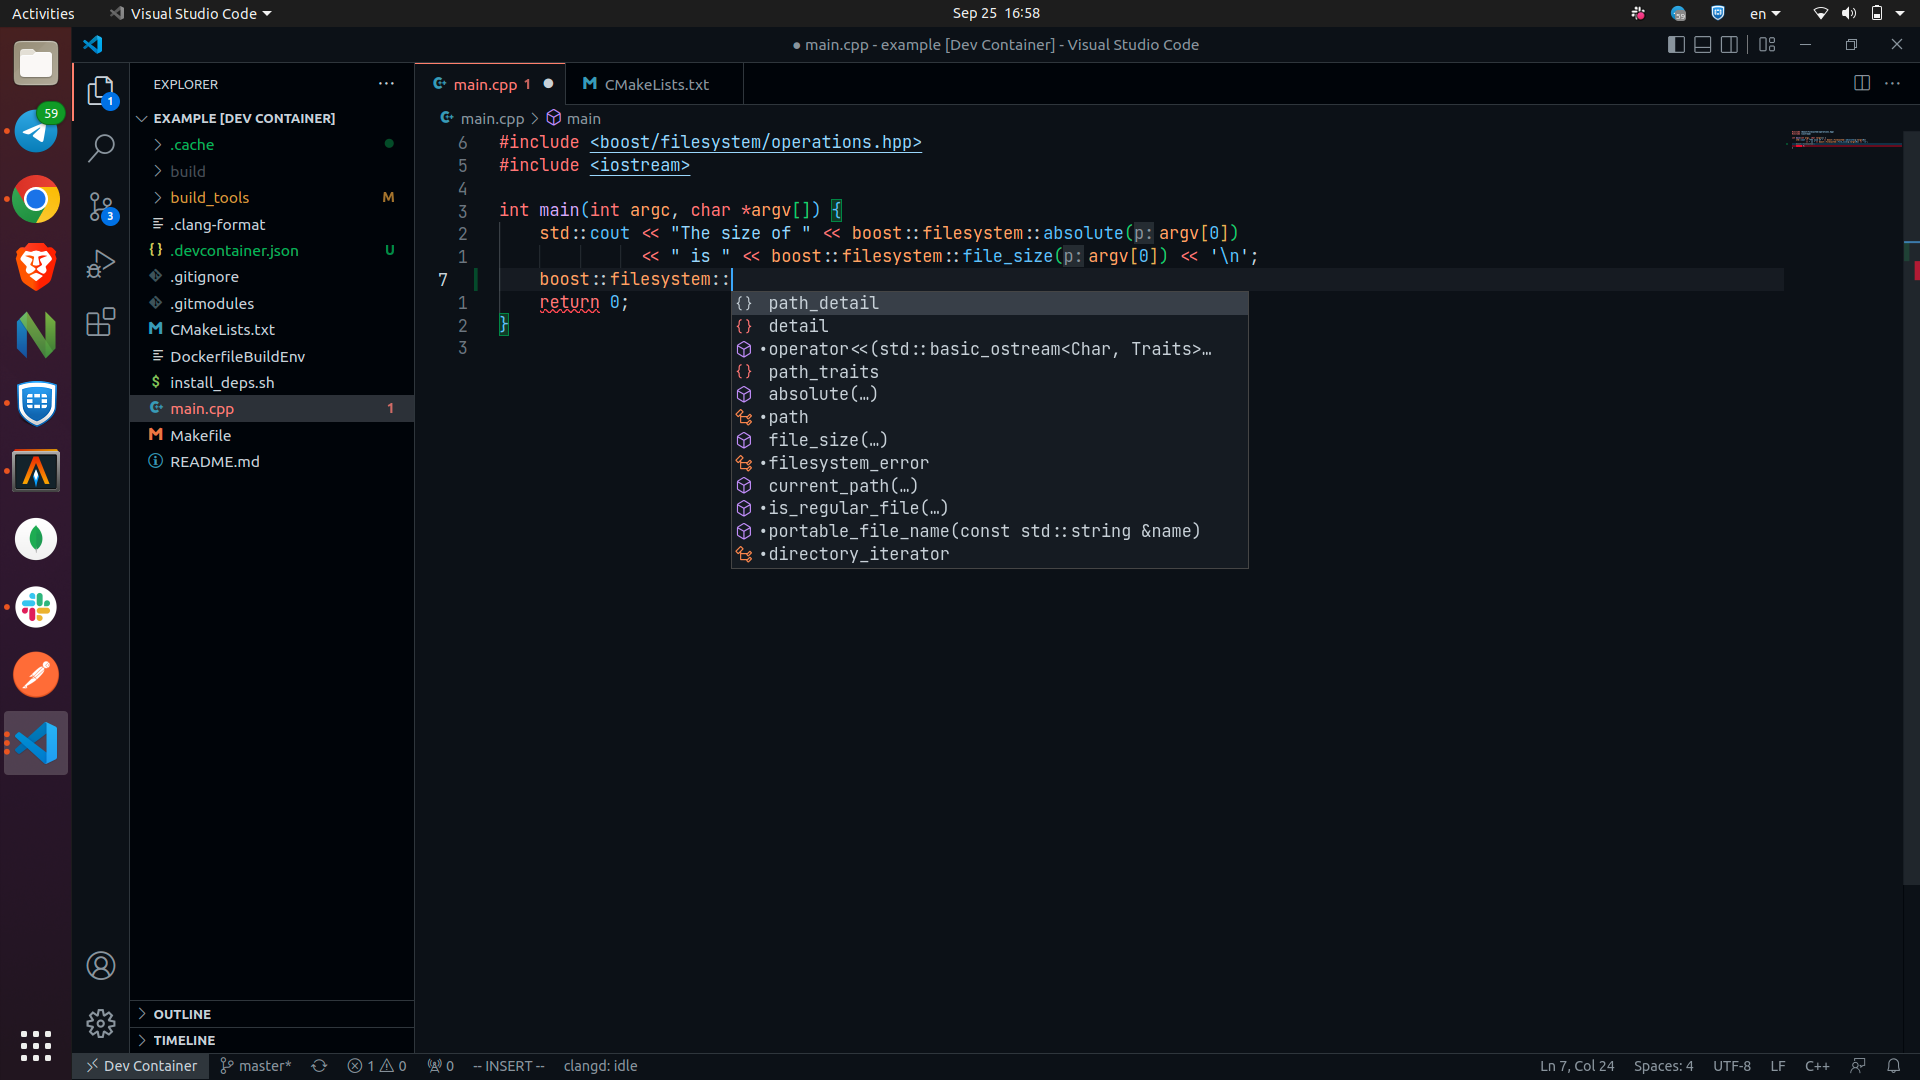 Activities
Visual Studio Code
Sep 25 16:58
59
en
● main.cpp - example [Dev Container] - Visual Studio Code
59
1
3
EXPLORER
EXAMPLE [DEV CONTAINER]
.cache
build
build_tools M
.clang-format
.devcontainer.json U
.gitignore
.gitmodules
CMakeLists.txt
DockerfileBuildEnv
install_deps.sh
main.cpp 1
Makefile
README.md
OUTLINE
TIMELINE
main.cpp 1
CMakeLists.txt
main.cpp > main
6 #include <boost/filesystem/operations.hpp>
5 #include <iostream>
4
3 int main(int argc, char *argv[]) {
2 std::cout << "The size of " << boost::filesystem::absolute(p: argv[0])
1 << " is " << boost::filesystem::file_size(p: argv[0]) << '\n';
7 boost::filesystem::
1 return 0;
2 }
3
{} path_detail
{} detail
•operator<<(std::basic_ostream<Char, Traits>…
{} path_traits
absolute(…)
•path
file_size(…)
•filesystem_error
current_path(…)
•is_regular_file(…)
•portable_file_name(const std::string &name)
•directory_iterator
Dev Container
master*
1
0
0
-- INSERT --
clangd: idle
Ln 7, Col 24
Spaces: 4
UTF-8
LF
C++